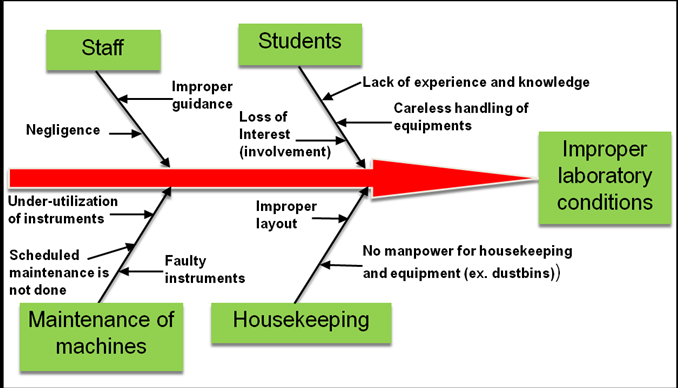 Staff
Students
Improper
guidance
Negligence
Lack of experience and knowledge
Careless handling of
equipments
Loss of
Interest
(involvement)
Improper
laboratory
conditions
Under-utilization
of instruments
Scheduled
maintenance is
not done
Faulty
instruments
Improper
layout
No manpower for housekeeping
and equipment (ex. dustbins))
Maintenance of
machines
Housekeeping